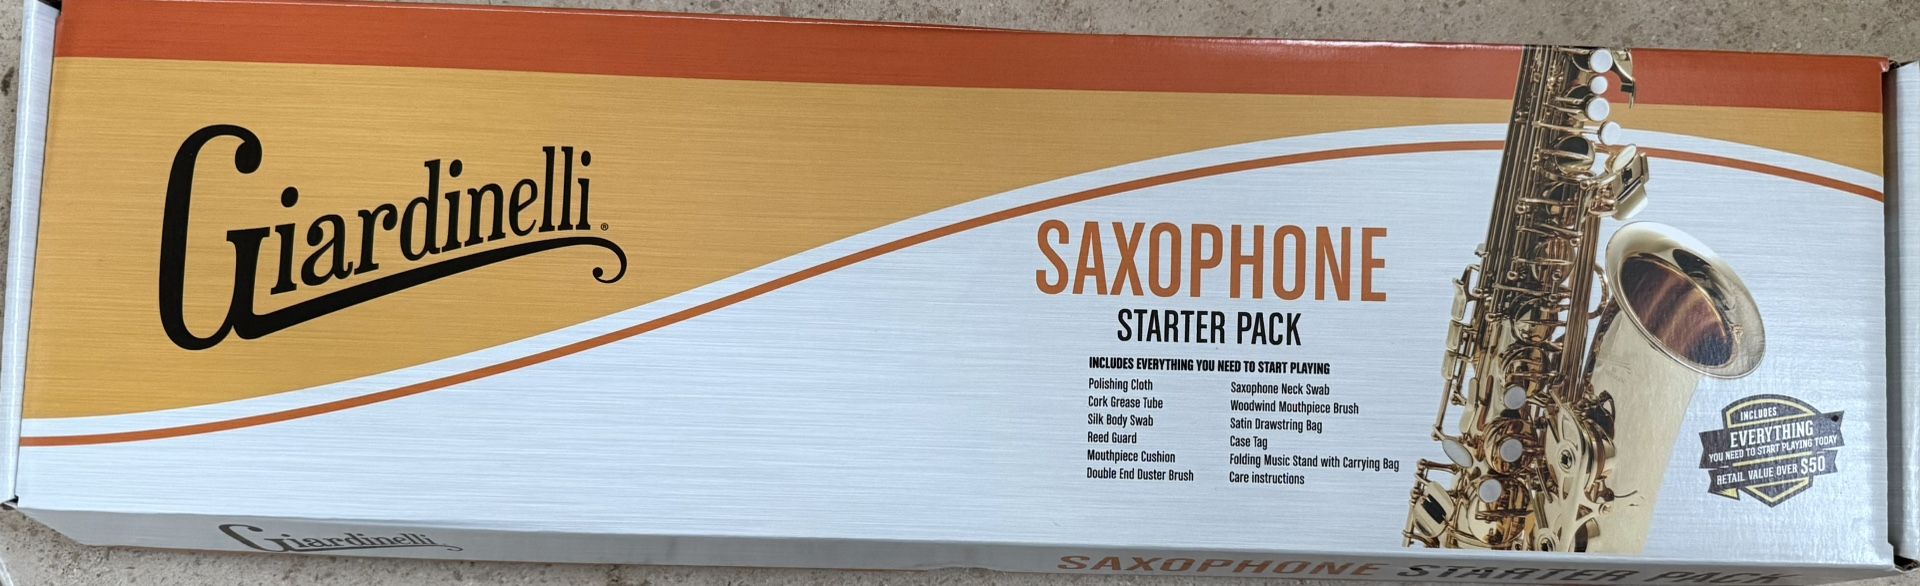 Giardinelli®
SAXOPHONE
STARTER PACK
INCLUDES EVERYTHING YOU NEED TO START PLAYING
Polishing Cloth
Cork Grease Tube
Silk Body Swab
Reed Guard
Mouthpiece Cushion
Double End Duster Brush
Saxophone Neck Swab
Woodwind Mouthpiece Brush
Satin Drawstring Bag
Case Tag
Folding Music Stand with Carrying Bag
Care instructions
INCLUDES
EVERYTHING
YOU NEED TO START PLAYING TODAY
RETAIL VALUE OVER $50
Giardinelli
SAXOPHONE STARTER PACK